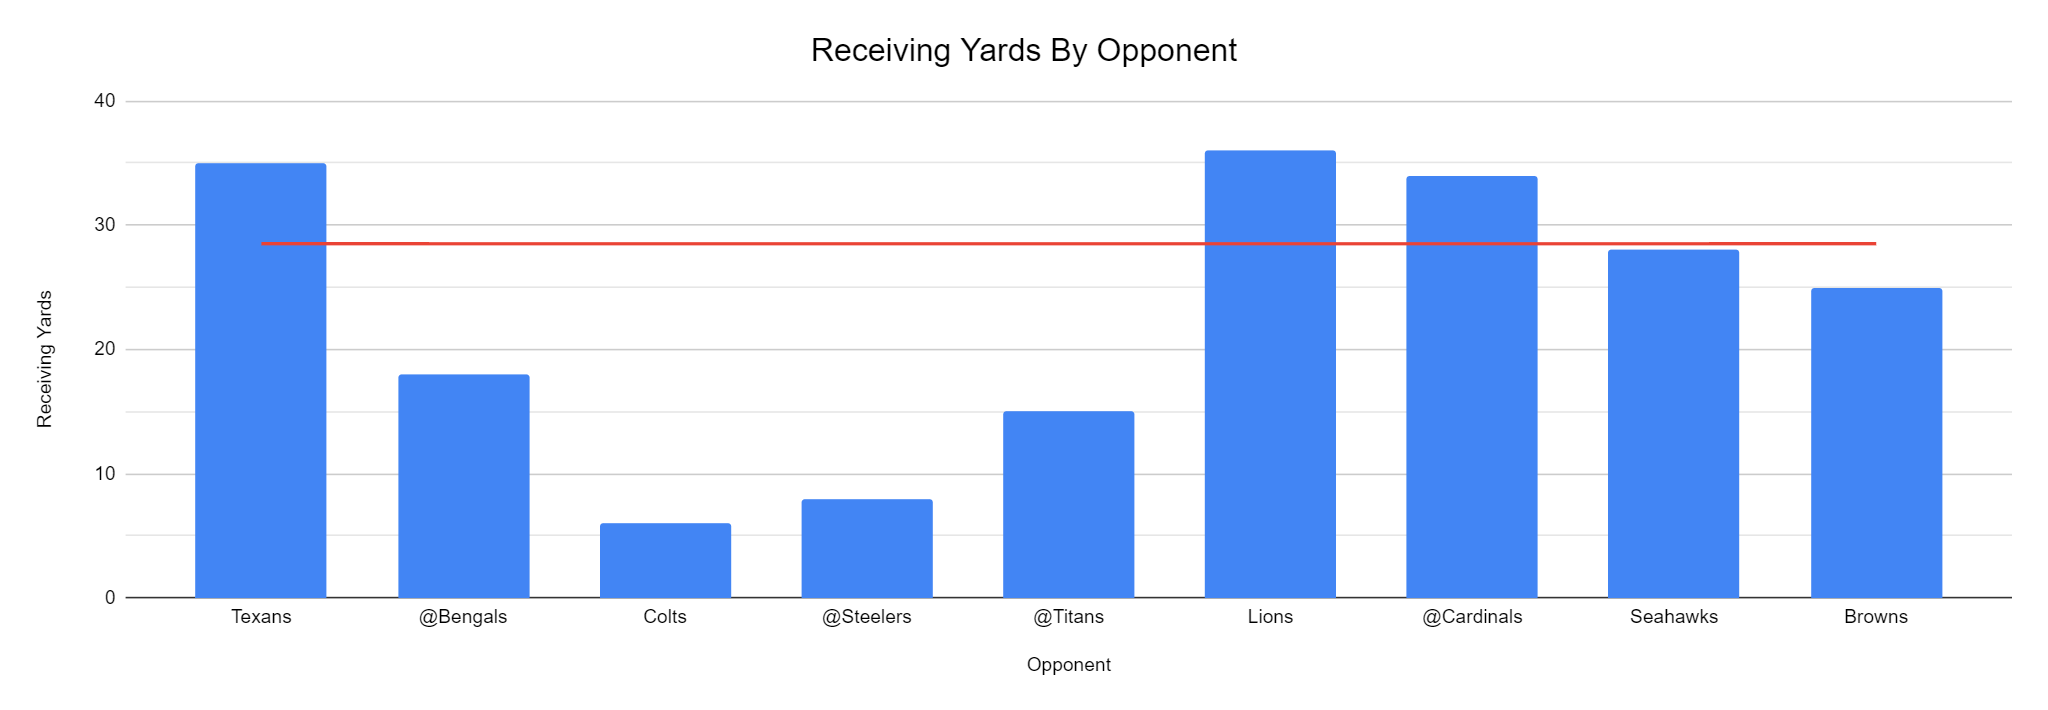 Receiving Yards By Opponent
40
30
20
10
0
Receiving Yards
Texans @Bengals Colts @Steelers @Titans Lions @Cardinals Seahawks Browns
Opponent